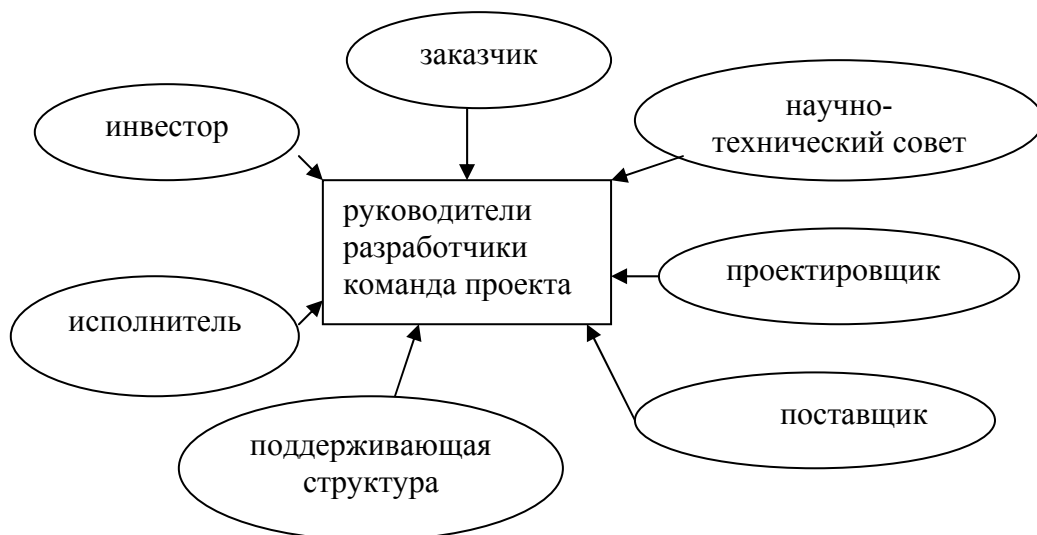 заказчик
инвестор
научно-
технический совет
руководители
разработчики
команда проекта
проектировщик
исполнитель
поставщик
поддерживающая
структура